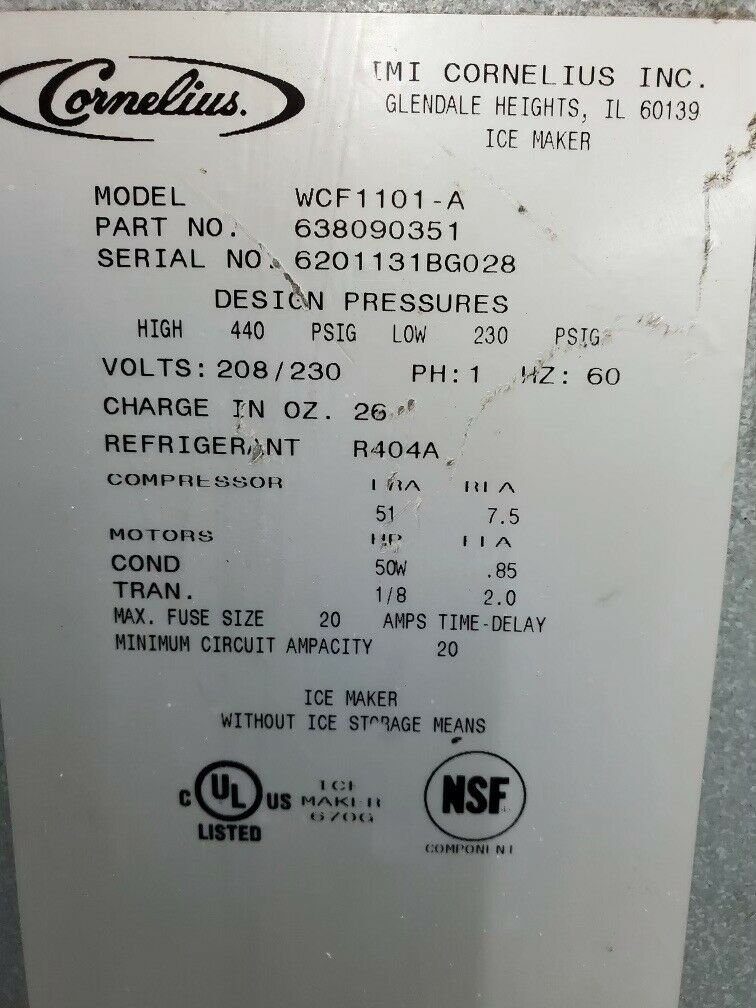 Cornelius.
IMI CORNELIUS INC.
GLENDALE HEIGHTS, IL 60139
ICE MAKER
MODEL WCF1101-A
PART NO. 638090351
SERIAL NO. 6201131BG028
DESIGN PRESSURES
HIGH 440 PSIG LOW 230 PSIG
VOLTS: 208/230 PH: 1 HZ: 60
CHARGE IN OZ. 26
REFRIGERANT R404A
COMPRESSOR LRA RLA
51 7.5
MOTORS HP FLA
COND 50W .85
TRAN. 1/8 2.0
MAX. FUSE SIZE 20 AMPS TIME-DELAY
MINIMUM CIRCUIT AMPACITY 20
ICE MAKER
WITHOUT ICE STORAGE MEANS
C UL US
LISTED
ICE
MAKER
670G
NSF
COMPONENT